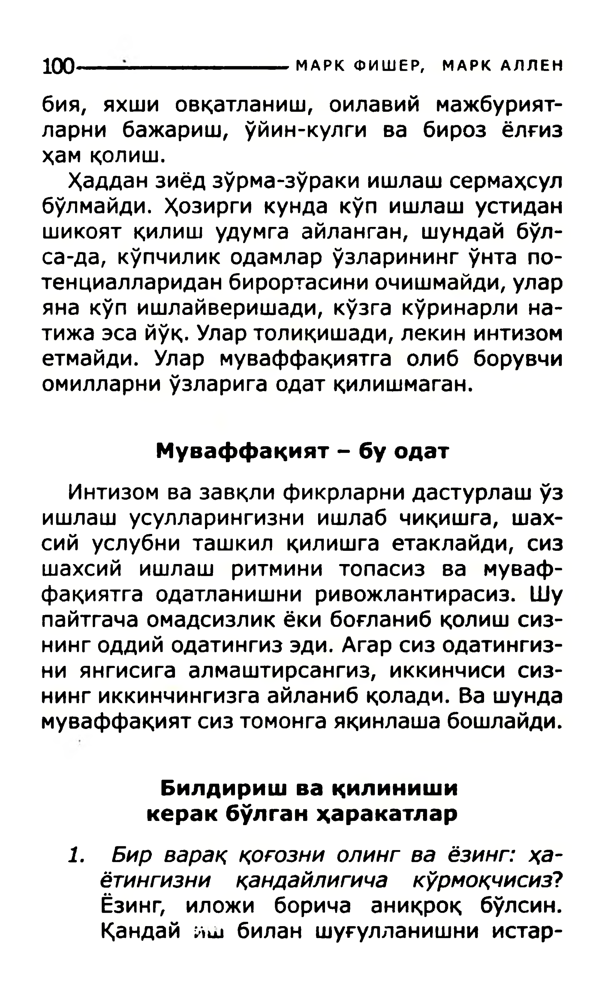 100 МАРК ФИШЕР, МАРК АЛЛЕН
бия, яхши овқатланиш, оилавий мажбурият-
ларни бажариш, ўйин-кулги ва бироз ёлғиз
ҳам қолиш.
Ҳаддан зиёд зўрма-зўраки ишлаш сермаҳсул
бўлмайди. Ҳозирги кунда кўп ишлаш устидан
шикоят қилиш удумга айланган, шундай бўл-
са-да, кўпчилик одамлар ўзларининг ўнта по-
тенциалларидан бирортасини очишмайди, улар
яна кўп ишлайверишади, кўзга кўринарли на-
тижа эса йўқ. Улар толиқишади, лекин интизом
етмайди. Улар муваффақиятга олиб борувчи
омилларни ўзларига одат қилишмаган.
Муваффақият – бу одат
Интизом ва завқли фикрларни дастурлаш ўз
ишлаш усулларингизни ишлаб чиқишга, шах-
сий услубни ташкил қилишга етаклайди, сиз
шахсий ишлаш ритмини топасиз ва муваф-
фақиятга одатланишни ривожлантирасиз. Шу
пайтгача омадсизлик ёки боғланиб қолиш сиз-
нинг оддий одатингиз эди. Агар сиз одатингиз-
ни янгисига алмаштирсангиз, иккинчиси сиз-
нинг иккинчингизга айланиб қолади. Ва шунда
муваффақият сиз томонга яқинлаша бошлайди.
Билдириш ва қилиниши
керак бўлган ҳаракатлар
1. Бир варақ қоғозни олинг ва ёзинг: ҳа-
ётингизни қандайлигича кўрмоқчисиз?
Ёзинг, иложи борича аниқроқ бўлсин.
Қандай иш билан шуғулланишни истар-